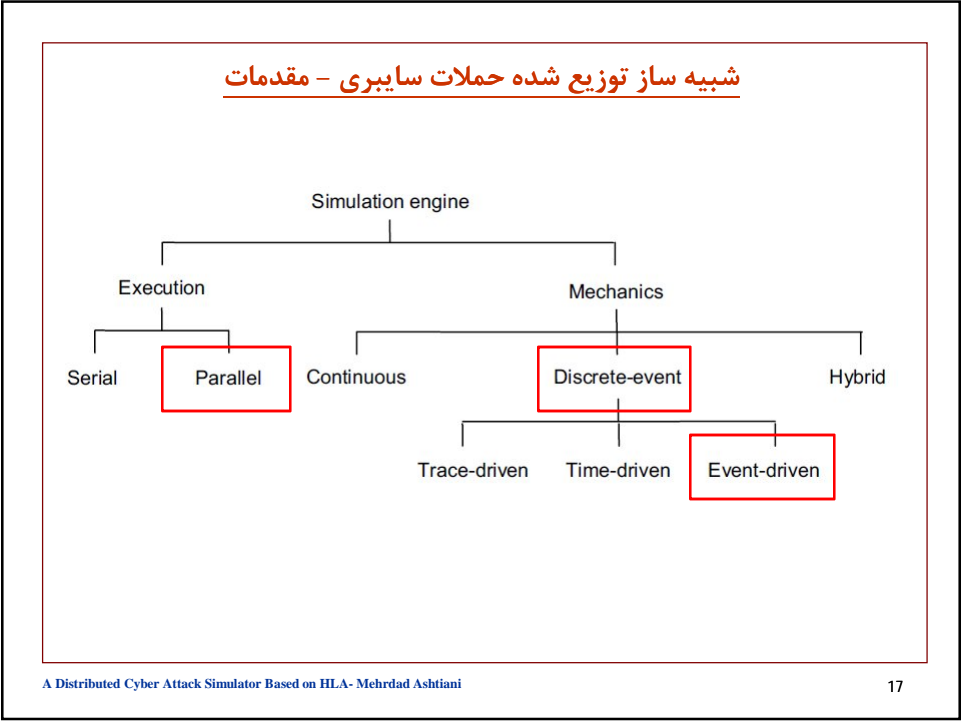 شبیه ساز توزیع شده حملات سایبری – مقدمات
Simulation engine
Execution
Mechanics
Serial
Parallel
Continuous
Discrete-event
Hybrid
Trace-driven
Time-driven
Event-driven
A Distributed Cyber Attack Simulator Based on HLA- Mehrdad Ashtiani
17